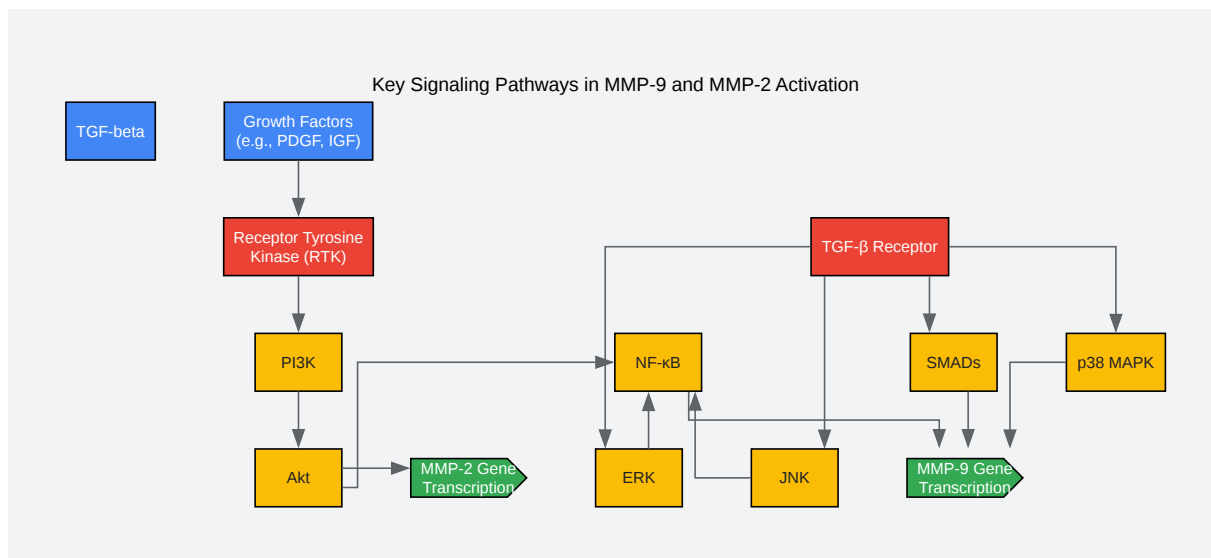 Key Signaling Pathways in MMP-9 and MMP-2 Activation
TGF-beta
Growth Factors
(e.g., PDGF, IGF)
Receptor Tyrosine
Kinase (RTK)
TGF-β Receptor
PI3K
NF-κB
SMADs
p38 MAPK
Akt
MMP-2 Gene
Transcription
ERK
JNK
MMP-9 Gene
Transcription